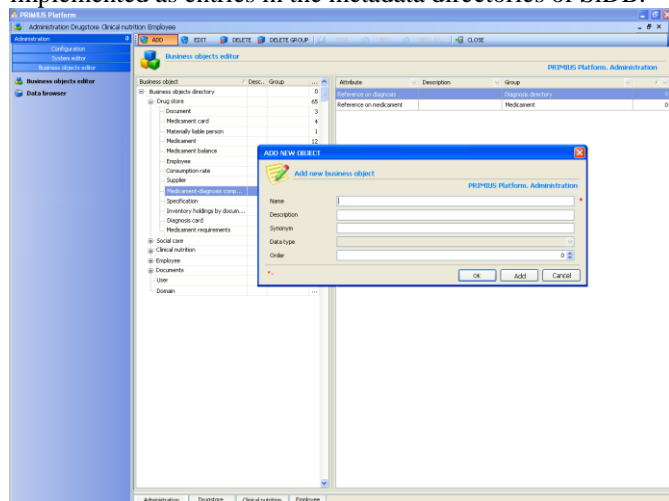 implemented as entries in the metadata directories of SIDB.
PRIMIUS Platform
Administration Drugstore Clinical nutrition Employee
Administration
Configuration
System editor
Business objects editor
Business objects editor
Data browser
ADD EDIT DELETE DELETE GROUP CLOSE
Business objects editor
PRIMIUS Platform. Administration
Business object / Desc.. Group ...
Business objects directory 0
Drug store 65
Document 3
Medicament card 4
Materially liable person 1
Medicament 12
Medicament balance
Employee
Consumption rate
Supplier
Medicament-diagnosis comp...
Specification
Inventory holdings by docum...
Diagnosis card
Medicament requirements
Social care
Clinical nutrition
Employee
Documents
User
Domain ...
Attribute Description Group
Reference on diagnosis Diagnosis directory 0
Reference on medicament Medicament 0
ADD NEW OBJECT
Add new business object
PRIMIUS Platform. Administration
Name *
Description
Synonym
Data type
Order 0
*-
OK Add Cancel
Administration Drugstore Clinical nutrition Employee